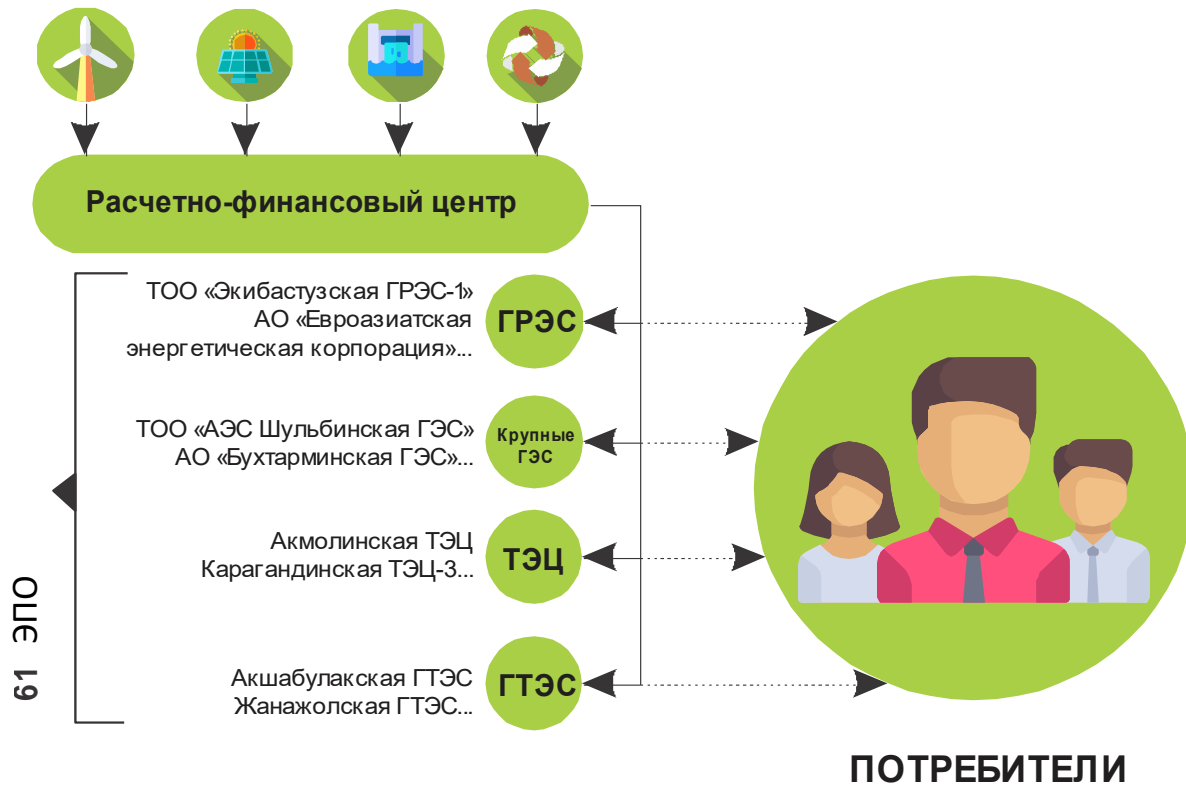 Расчетно-финансовый центр
ТОО «Экибастузская ГРЭС-1»
АО «Евроазиатская
энергетическая корпорация»...
ГРЭС
ТОО «АЭС Шульбинская ГЭС»
АО «Бухтарминская ГЭС»...
Крупные
ГЭС
Акмолинская ТЭЦ
Карагандинская ТЭЦ-3...
ТЭЦ
Акшабулакская ГТЭС
Жанажолская ГТЭС...
ГТЭС
61 ЭПО
ПОТРЕБИТЕЛИ